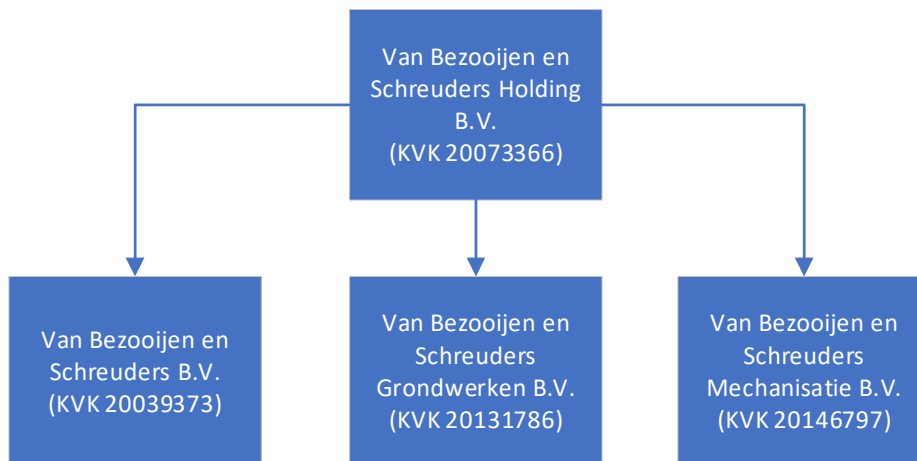 Van Bezooijen en
Schreuders Holding
B.V.
(KVK 20073366)
Van Bezooijen en
Schreuders B.V.
(KVK 20039373)
Van Bezooijen en
Schreuders
Grondwerken B.V.
(KVK 20131786)
Van Bezooijen en
Schreuders
Mechanisatie B.V.
(KVK 20146797)